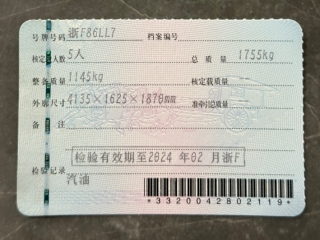 号牌号码 浙F86LL7 档案编号
核定人数 5人 总质量 1755kg
整备质量 1145kg 核定载质量
外廓尺寸 4135×1625×1870mm 准牵引总质量
备注
检验有效期至2024年02月浙F
检验记录
汽油
*3320042802119*